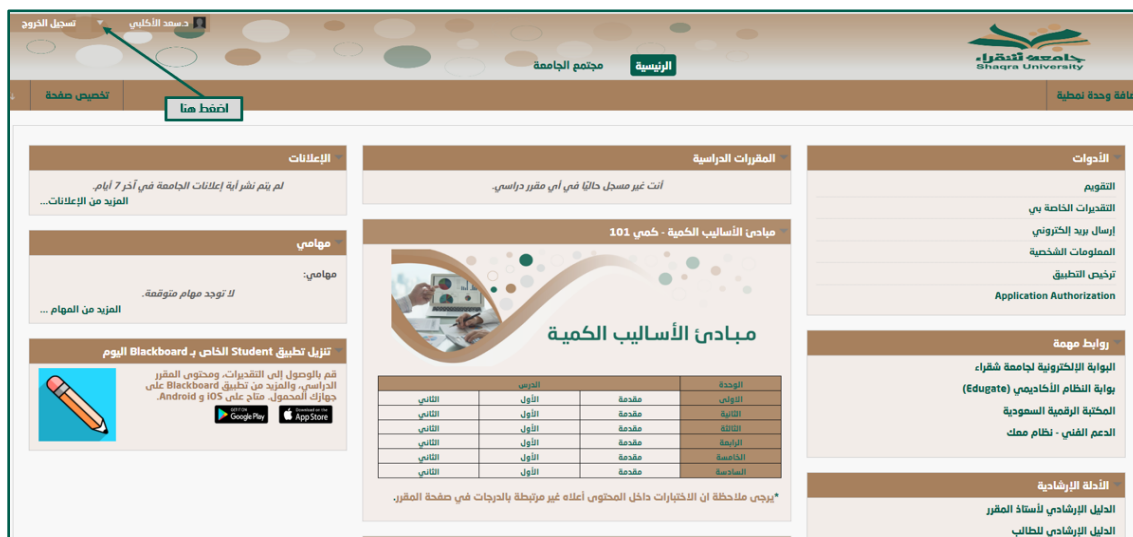 د.سعد الأكلبي
تسجيل الخروج
جامعة شقراء
Shaqra University
الرئيسية
مجتمع الجامعة
اضغط هنا
افة وحدة نمطية
تخصيص صفحة
الأدوات
التقويم
التقديرات الخاصة بي
إرسال بريد إلكتروني
المعلومات الشخصية
ترخيص التطبيق
Application Authorization
روابط مهمة
البوابة الإلكترونية لجامعة شقراء
بوابة النظام الأكاديمي (Edugate)
المكتبة الرقمية السعودية
الدعم الفني - نظام معك
الأدلة الإرشادية
الدليل الإرشادي لأستاذ المقرر
الدليل الإرشادي للطالب
المقررات الدراسية
أنت غير مسجل حاليًا في أي مقرر دراسي.
مبادئ الأساليب الكمية - كمي 101
مبادئ الأساليب الكمية
الوحدة الدرس
الاولى مقدمة الأول الثاني
الثانية مقدمة الأول الثاني
الثالثة مقدمة الأول الثاني
الرابعة مقدمة الأول الثاني
الخامسة مقدمة الأول الثاني
السادسة مقدمة الأول الثاني
*يرجى ملاحظة ان الاختبارات داخل المحتوى أعلاه غير مرتبطة بالدرجات في صفحة المقرر.
الإعلانات
لم يتم نشر أية إعلانات الجامعة في آخر 7 أيام.
المزيد من الإعلانات...
مهامي
مهامي:
لا توجد مهام متوقعة.
المزيد من المهام ...
تنزيل تطبيق Student الخاص بـ Blackboard اليوم
قم بالوصول إلى التقديرات، ومحتوى المقرر
الدراسي، والمزيد من تطبيق Blackboard على
جهازك المحمول. متاح على iOS و Android.
GET IT ON
Google Play
Download on the
App Store